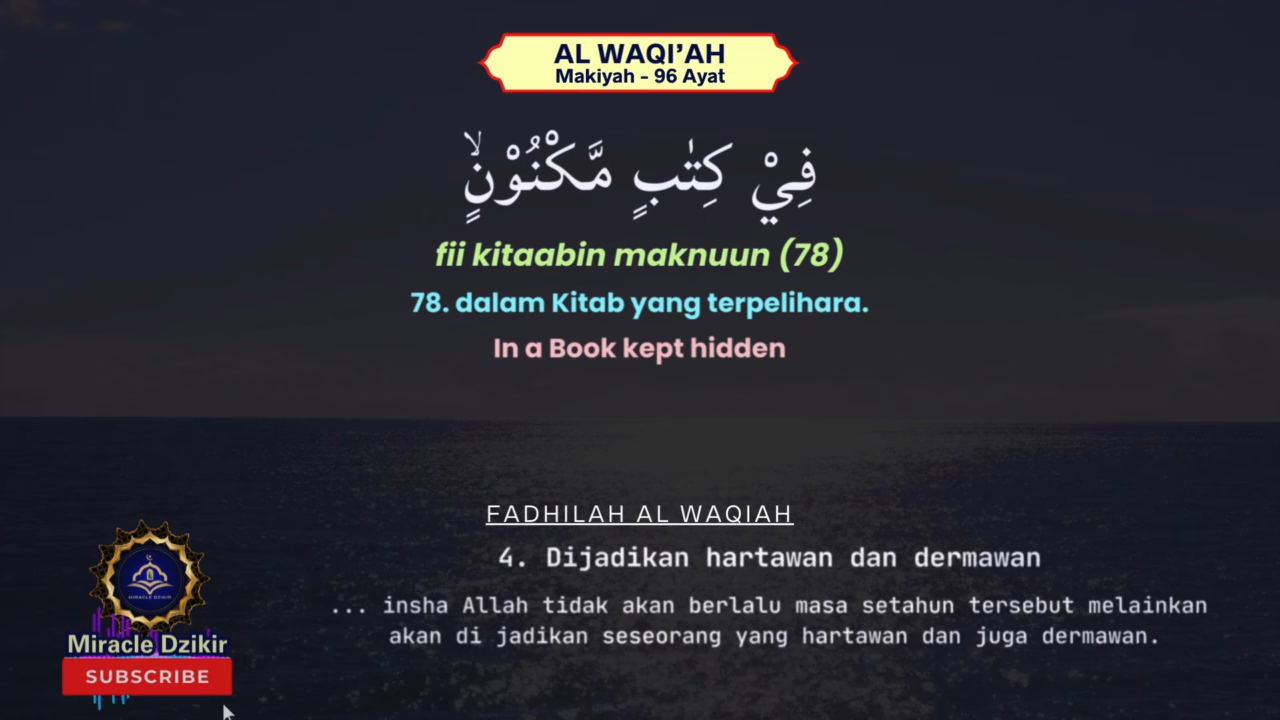 AL WAQI’AH
Makiyah - 96 Ayat
فِيْ كِتٰبٍ مَّكْنُوْنٍۙ
fii kitaabin maknuun (78)
78. dalam Kitab yang terpelihara.
In a Book kept hidden
FADHILAH AL WAQIAH
4. Dijadikan hartawan dan dermawan
... insha Allah tidak akan berlalu masa setahun tersebut melainkan
akan di jadikan seseorang yang hartawan dan juga dermawan.
MIRACLE DZIKIR
Miracle Dzikir
SUBSCRIBE